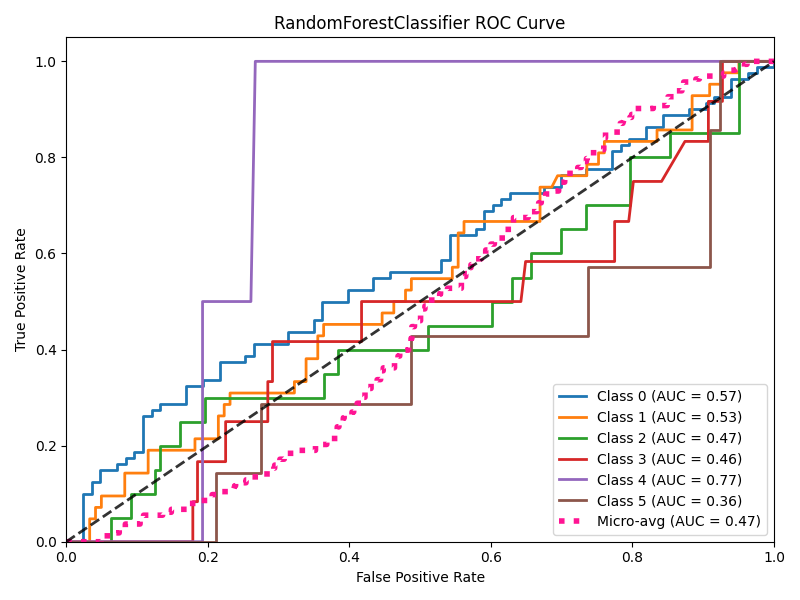 RandomForestClassifier ROC Curve
True Positive Rate
1.0
0.8
0.6
0.4
0.2
0.0
Class 0 (AUC = 0.57)
Class 1 (AUC = 0.53)
Class 2 (AUC = 0.47)
Class 3 (AUC = 0.46)
Class 4 (AUC = 0.77)
Class 5 (AUC = 0.36)
Micro-avg (AUC = 0.47)
0.0 0.2 0.4 0.6 0.8 1.0
False Positive Rate